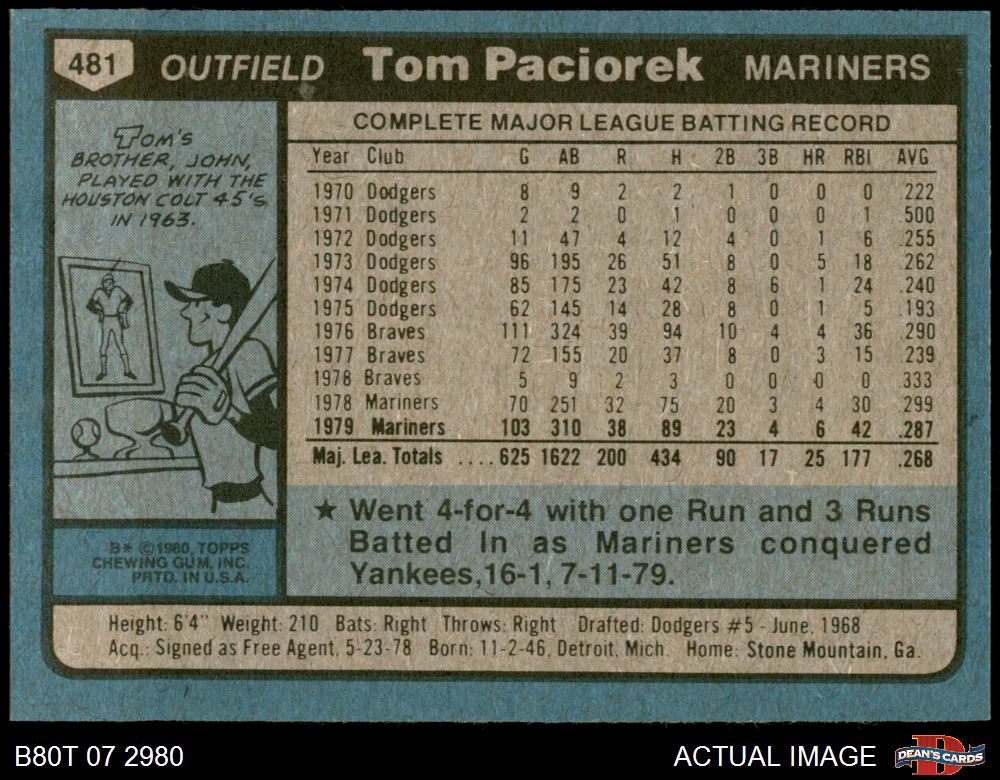 481 OUTFIELD Tom Paciorek MARINERS
TOM'S
BROTHER, JOHN,
PLAYED WITH THE
HOUSTON COLT 45'S
IN 1963.
B* ©1980, TOPPS
CHEWING GUM, INC.
PRTD. IN U.S.A.
COMPLETE MAJOR LEAGUE BATTING RECORD
Year Club G AB R H 2B 3B HR RBI AVG
1970 Dodgers 8 9 2 2 1 0 0 0 .222
1971 Dodgers 2 2 0 1 0 0 0 1 .500
1972 Dodgers 11 47 4 12 4 0 1 6 .255
1973 Dodgers 96 195 26 51 8 0 5 18 .262
1974 Dodgers 85 175 23 42 8 6 1 24 .240
1975 Dodgers 62 145 14 28 8 0 1 5 .193
1976 Braves 111 324 39 94 10 4 4 36 .290
1977 Braves 72 155 20 37 8 0 3 15 .239
1978 Braves 5 9 2 3 0 0 0 0 .333
1978 Mariners 70 251 32 75 20 3 4 30 .299
1979 Mariners 103 310 38 89 23 4 6 42 .287
Maj. Lea. Totals .... 625 1622 200 434 90 17 25 177 .268
★ Went 4-for-4 with one Run and 3 Runs
Batted In as Mariners conquered
Yankees,16-1, 7-11-79.
Height: 6'4" Weight: 210 Bats: Right Throws: Right Drafted: Dodgers #5 - June, 1968
Acq.: Signed as Free Agent, 5-23-78 Born: 11-2-46, Detroit, Mich. Home: Stone Mountain, Ga.
B80T 07 2980 ACTUAL IMAGE DEAN'S CARDS